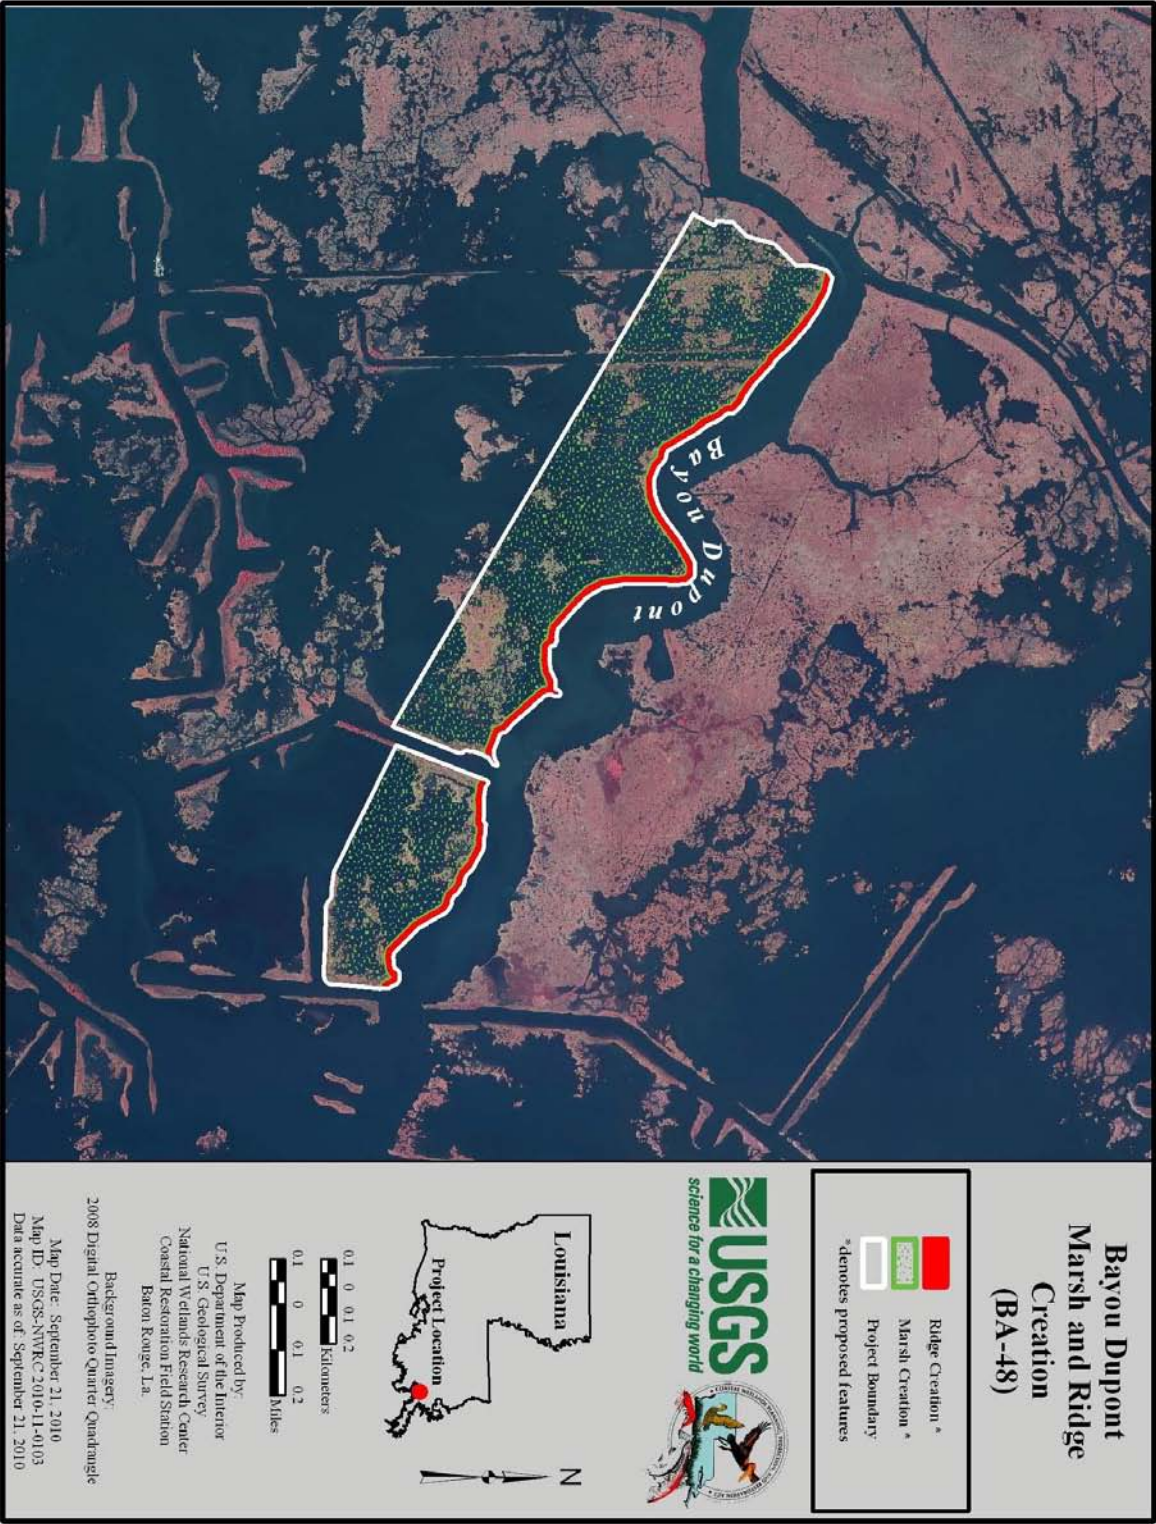 Bayou Dupont
Bayou Dupont
Marsh and Ridge
Creation
(BA-48)
Ridge Creation *
Marsh Creation *
Project Boundary
*denotes proposed features
USGS
science for a changing world
Louisiana
Project Location
N
0.1 0 0.1 0.2
Kilometers
0.1 0 0.1 0.2
Miles
Map Produced by:
U.S. Department of the Interior
U.S. Geological Survey
National Wetlands Research Center
Coastal Restoration Field Station
Baton Rouge, La.
Background Imagery:
2008 Digital Orthophoto Quarter Quadrangle
Map Date: September 21, 2010
Map ID: USGS-NWRC 2010-11-0103
Data accurate as of: September 21, 2010